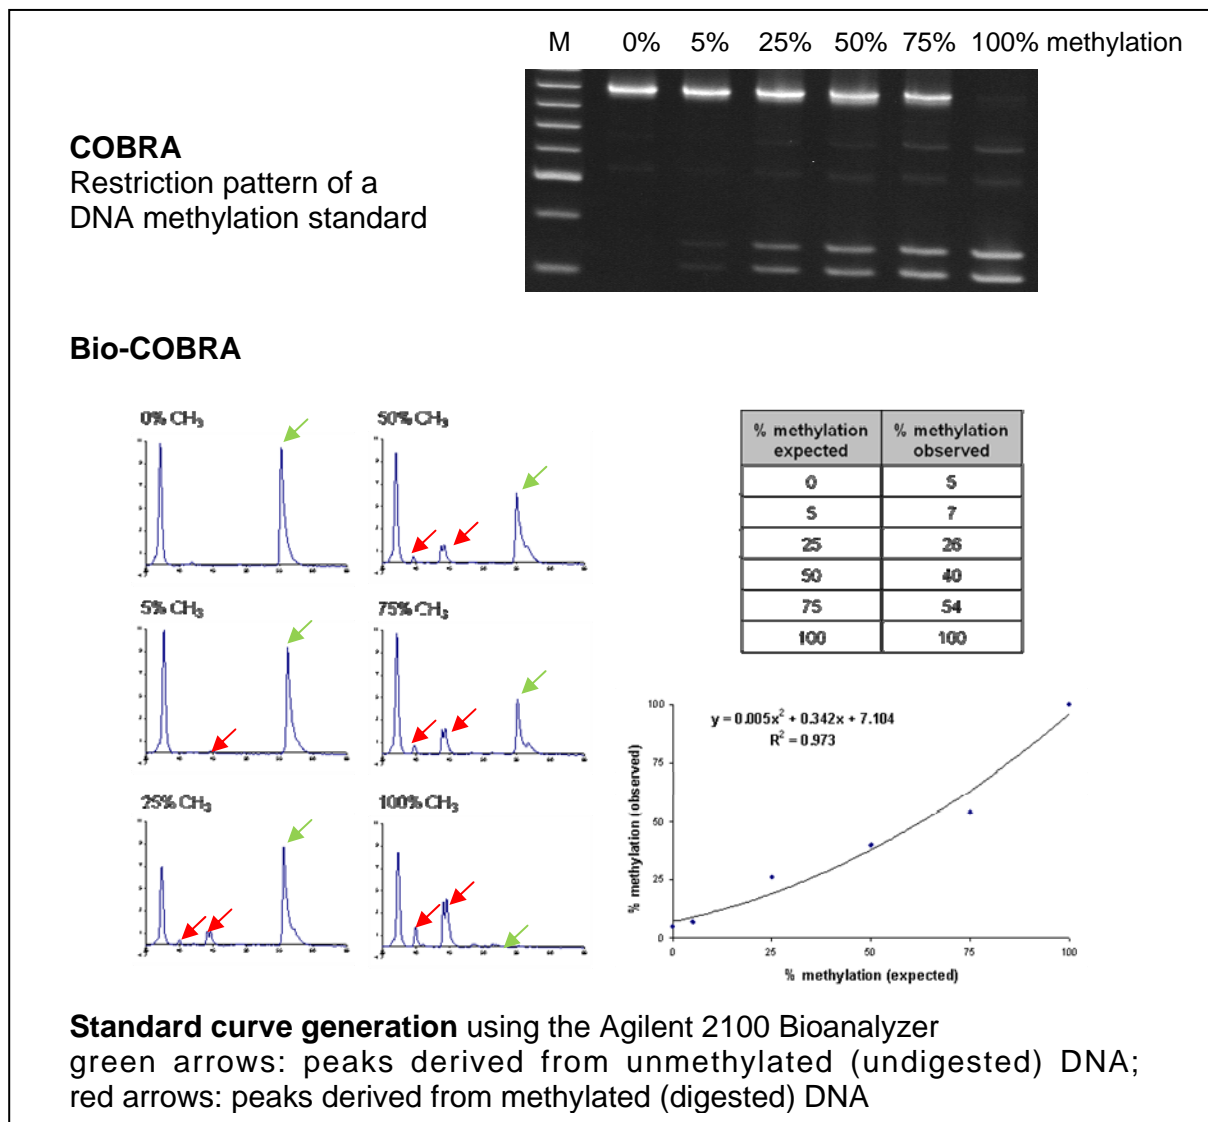 M 0% 5% 25% 50% 75% 100% methylation
COBRA
Restriction pattern of a
DNA methylation standard
Bio-COBRA
0% CH3
50% CH3
5% CH3
75% CH3
25% CH3
100% CH3
% methylation expected % methylation observed
0 5
5 7
25 26
50 40
75 54
100 100
y = 0.005x2 + 0.342x + 7.104
R2 = 0.973
% methylation (observed)
100
75
50
25
0
0 25 50 75 100
% methylation (expected)
Standard curve generation using the Agilent 2100 Bioanalyzer
green arrows: peaks derived from unmethylated (undigested) DNA;
red arrows: peaks derived from methylated (digested) DNA